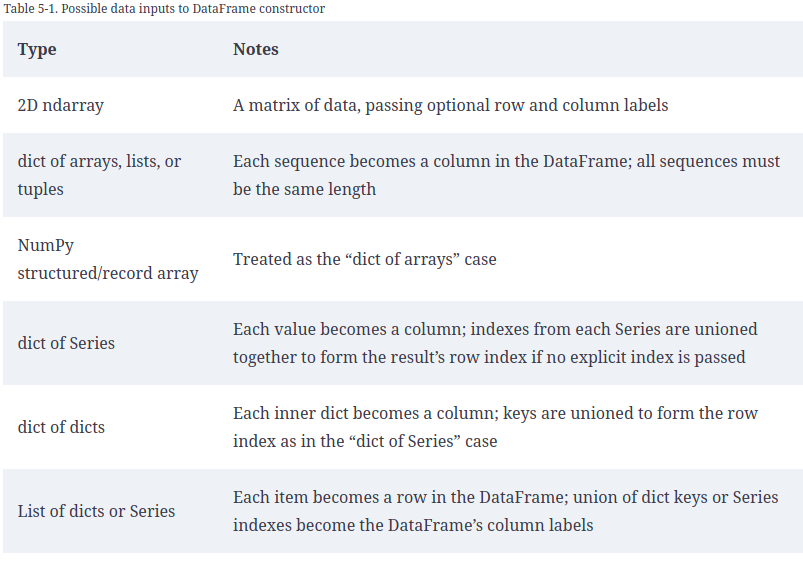 Table 5-1. Possible data inputs to DataFrame constructor
Type Notes
2D ndarray A matrix of data, passing optional row and column labels
dict of arrays, lists, or
tuples
Each sequence becomes a column in the DataFrame; all sequences must
be the same length
NumPy
structured/record array
Treated as the “dict of arrays” case
dict of Series
Each value becomes a column; indexes from each Series are unioned
together to form the result’s row index if no explicit index is passed
dict of dicts
Each inner dict becomes a column; keys are unioned to form the row
index as in the “dict of Series” case
List of dicts or Series
Each item becomes a row in the DataFrame; union of dict keys or Series
indexes become the DataFrame’s column labels